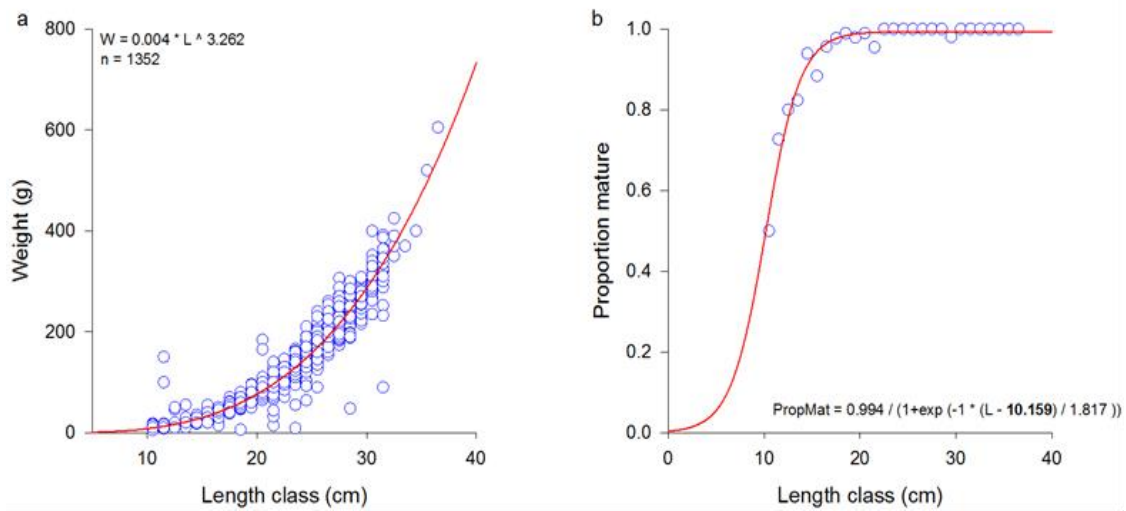 a
W = 0.004 * L ^ 3.262
n = 1352
800
600
400
200
0
10
20
30
40
Weight (g)
Length class (cm)
b
1.0
0.8
0.6
0.4
0.2
0.0
0
10
20
30
40
Proportion mature
PropMat = 0.994 / (1+exp (-1 * (L - 10.159) / 1.817 ))
Length class (cm)